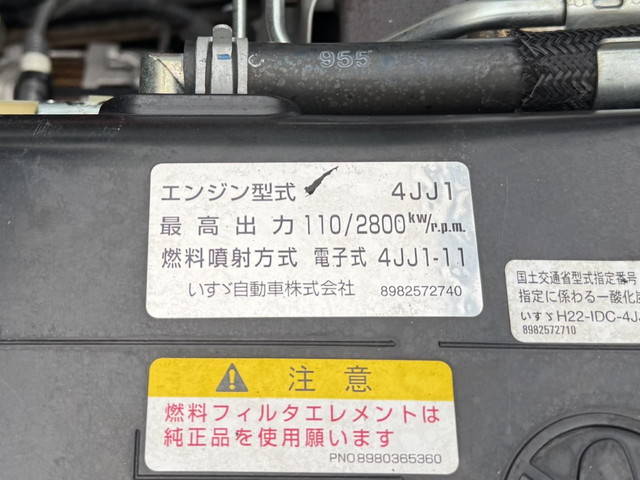 955
エンジン型式 4JJ1
最高出力 110/2800 kw/r.p.m.
燃料噴射方式 電子式 4JJ1-11
いすゞ自動車株式会社 8982572740
国土交通省型式指定番号
指定に係わる一酸化
いすゞ H22-IDC-4J
8982572710
注意
燃料フィルタエレメントは
純正品を使用願います
PNO8980365360